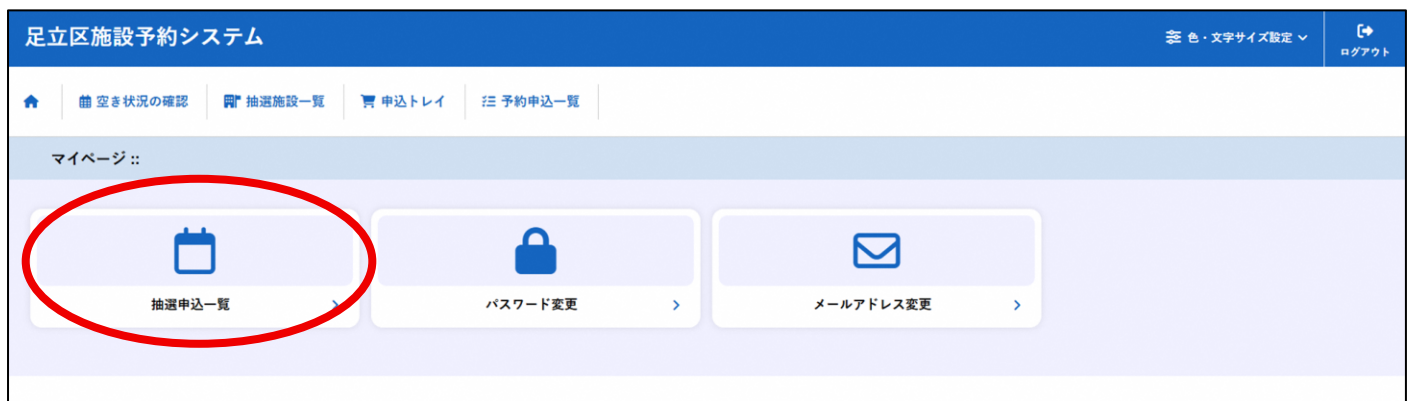 足立区施設予約システム
色・文字サイズ設定
ログアウト
空き状況の確認
抽選施設一覧
申込トレイ
予約申込一覧
マイページ ::
抽選申込一覧
パスワード変更
メールアドレス変更